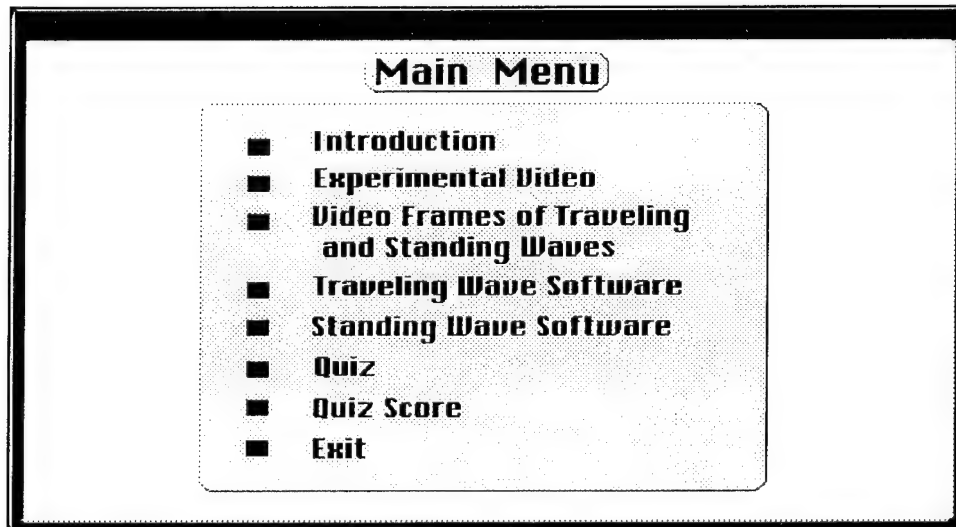 Main Menu
Introduction
Experimental Video
Video Frames of Traveling
and Standing Waves
Traveling Wave Software
Standing Wave Software
Quiz
Quiz Score
Exit